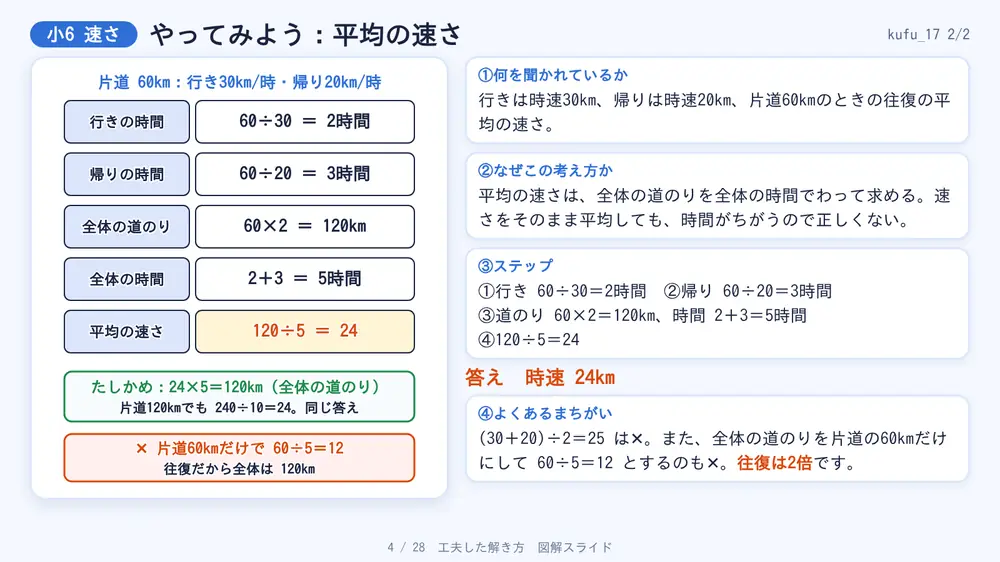 小6 速さ
やってみよう：平均の速さ
kufu_17 2/2
片道 60km：行き30km/時・帰り20km/時
行きの時間
60÷30 ＝ 2時間
帰りの時間
60÷20 ＝ 3時間
全体の道のり
60×2 ＝ 120km
全体の時間
2＋3 ＝ 5時間
平均の速さ
120÷5 ＝ 24
たしかめ：24×5＝120km（全体の道のり）
片道120kmでも 240÷10＝24。同じ答え
× 片道60kmだけで 60÷5＝12
往復だから全体は 120km
①何を聞かれているか
行きは時速30km、帰りは時速20km、片道60kmのときの往復の平
均の速さ。
②なぜこの考え方か
平均の速さは、全体の道のりを全体の時間でわって求める。速
さをそのまま平均しても、時間がちがうので正しくない。
③ステップ
①行き 60÷30＝2時間　②帰り 60÷20＝3時間
③道のり 60×2＝120km、時間 2＋3＝5時間
④120÷5＝24
答え　時速 24km
④よくあるまちがい
(30＋20)÷2＝25 は×。また、全体の道のりを片道の60kmだけ
にして 60÷5＝12 とするのも×。往復は2倍です。
4 / 28　工夫した解き方　図解スライド